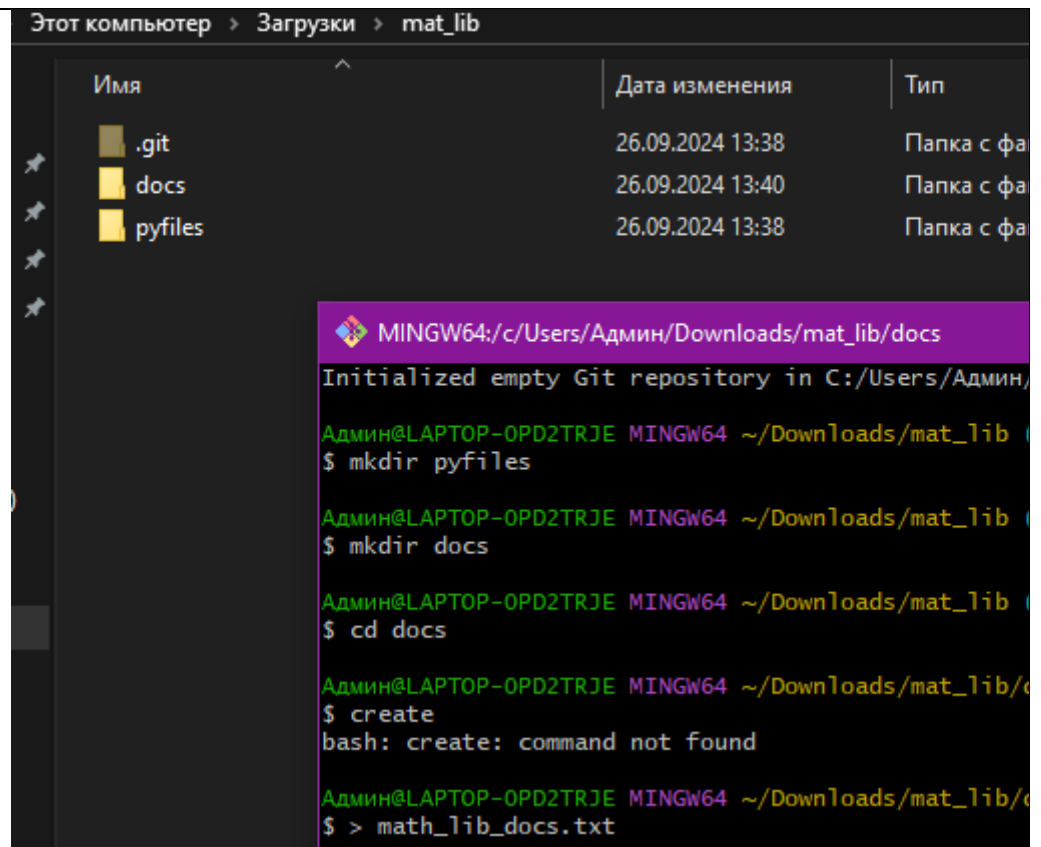 Этот компьютер > Загрузки > mat_lib
Имя Дата изменения Тип
.git 26.09.2024 13:38 Папка с фа
docs 26.09.2024 13:40 Папка с фа
pyfiles 26.09.2024 13:38 Папка с фа
MINGW64:/c/Users/Админ/Downloads/mat_lib/docs
Initialized empty Git repository in C:/Users/Админ/
Админ@LAPTOP-OPD2TRJE MINGW64 ~/Downloads/mat_lib (
$ mkdir pyfiles
Админ@LAPTOP-OPD2TRJE MINGW64 ~/Downloads/mat_lib (
$ mkdir docs
Админ@LAPTOP-OPD2TRJE MINGW64 ~/Downloads/mat_lib (
$ cd docs
Админ@LAPTOP-OPD2TRJE MINGW64 ~/Downloads/mat_lib/d
$ create
bash: create: command not found
Админ@LAPTOP-OPD2TRJE MINGW64 ~/Downloads/mat_lib/d
$ > math_lib_docs.txt